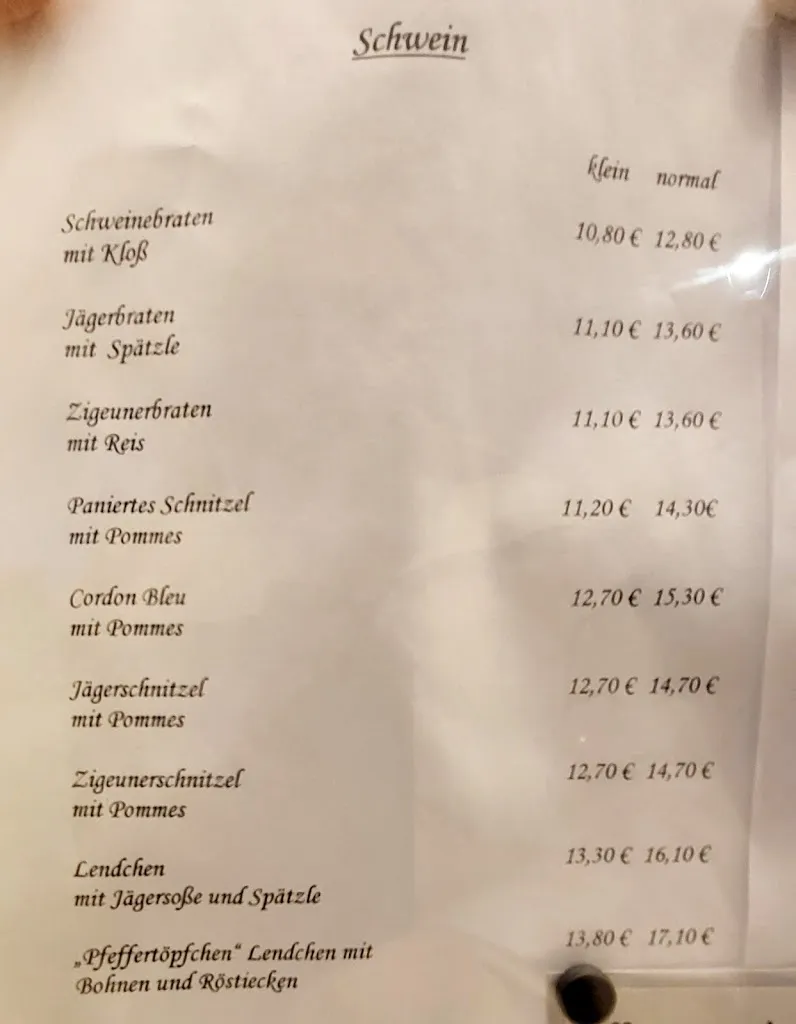 Schwein
klein normal
Schweinebraten
mit Kloß 10,80 € 12,80 €
Jägerbraten
mit Spätzle 11,10 € 13,60 €
Zigeunerbraten
mit Reis 11,10 € 13,60 €
Paniertes Schnitzel 11,20 € 14,30€
mit Pommes
Cordon Bleu 12,70 € 15,30 €
mit Pommes
Jägerschnitzel 12,70 € 14,70 €
mit Pommes
Zigeunerschnitzel 12,70 € 14,70 €
mit Pommes
Lendchen 13,30 € 16,10 €
mit Jägersoße und Spätzle
„Pfeffertöpfchen“ Lendchen mit 13,80 € 17,10 €
Bohnen und Röstiecken